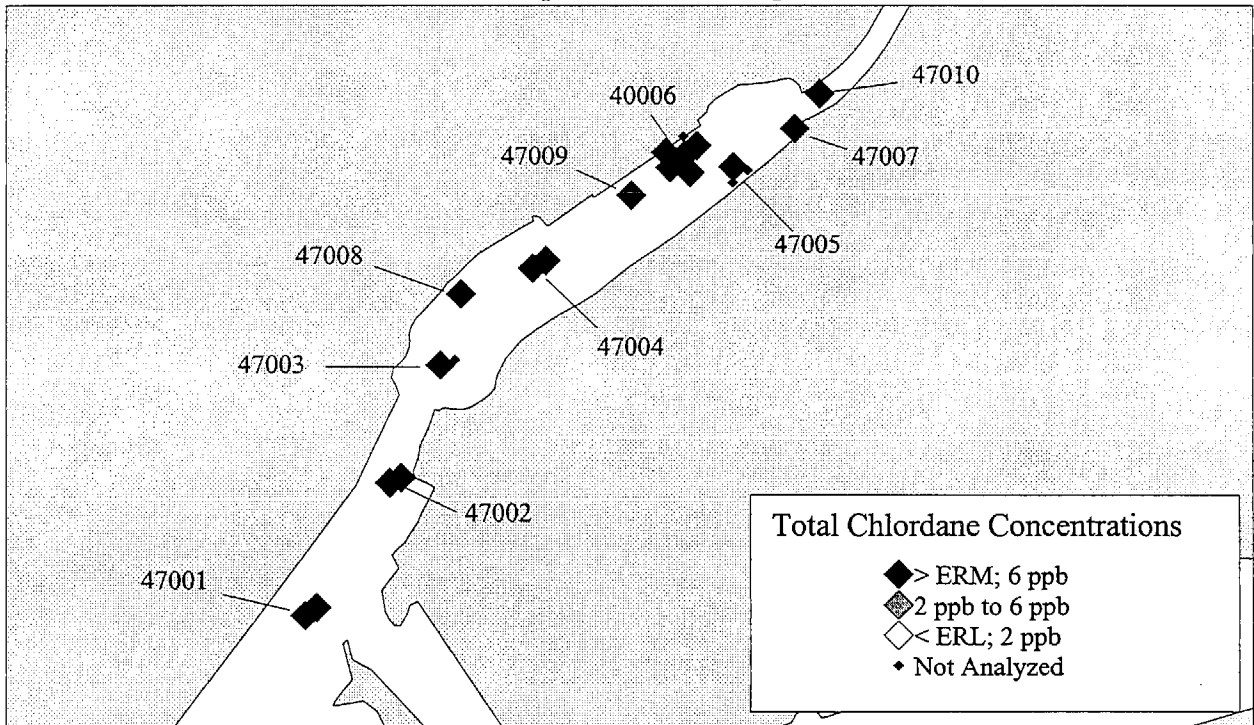 47010
40006
47009
47007
47005
47008
47004
47003
47002
47001
Total Chlordane Concentrations
> ERM; 6 ppb
2 ppb to 6 ppb
< ERL; 2 ppb
Not Analyzed